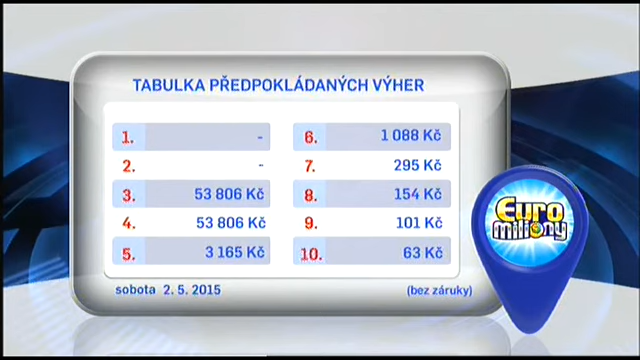 TABULKA PŘEDPOKLÁDANÝCH VÝHER
1. -
2. -
3. 53 806 Kč
4. 53 806 Kč
5. 3 165 Kč
6. 1 088 Kč
7. 295 Kč
8. 154 Kč
9. 101 Kč
10. 63 Kč
Euro
miliony
sobota 2. 5. 2015
(bez záruky)